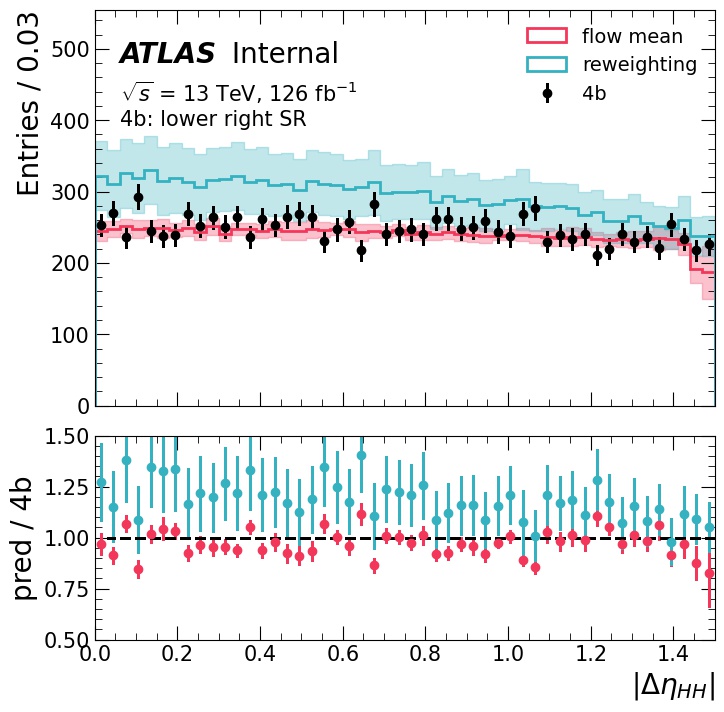 ATLAS Internal
√s = 13 TeV, 126 fb⁻¹
4b: lower right SR
flow mean
reweighting
4b
Entries / 0.03
500
400
300
200
100
0
pred / 4b
1.50
1.25
1.00
0.75
0.50
0.0 0.2 0.4 0.6 0.8 1.0 1.2 1.4
|Δη_HH|